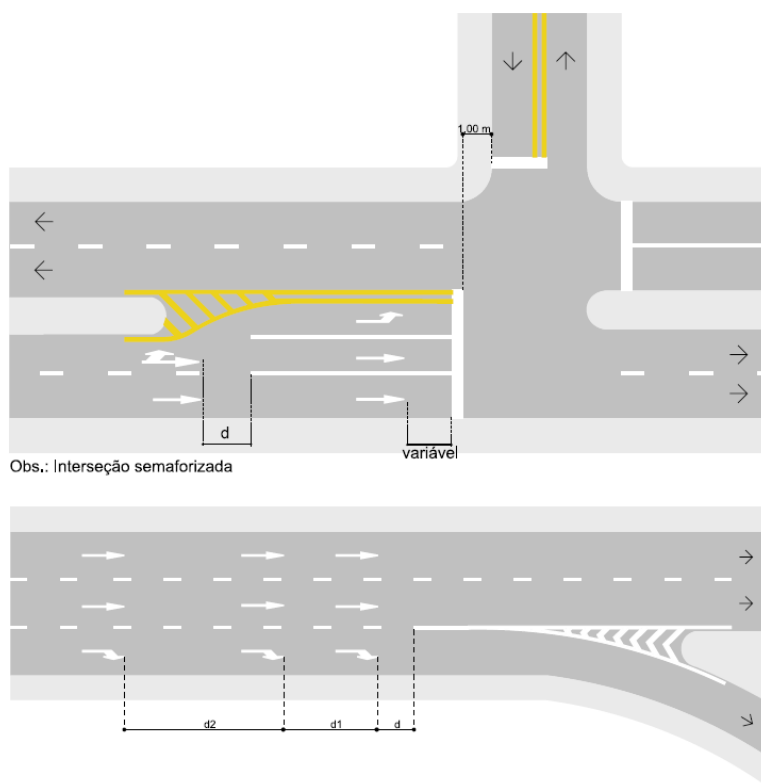 1,00 m
d
variável
Obs.: Interseção semaforizada
d2
d1
d